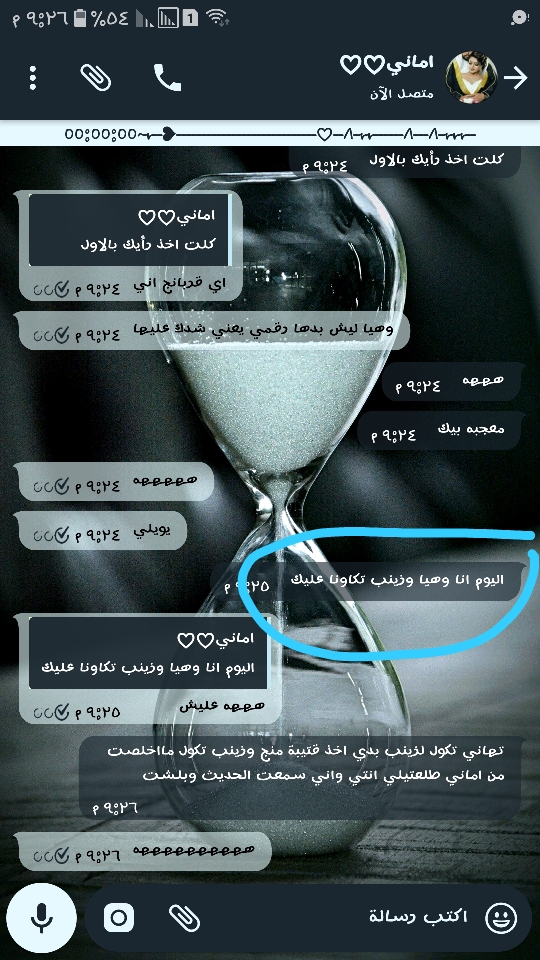 ٩:٢٦ م ٥٤% 1
اماني♡♡
متصل الآن
00:00:00
كلت اخذ رأيك بالاول ٩:٢٤ م
اماني♡♡
كلت اخذ رأيك بالاول
اي قدبانج اني ٩:٢٤ م
وهيا ليش بدها رقمي يعني شدك عليها ٩:٢٤ م
ههههه ٩:٢٤ م
معجبه بيك ٩:٢٤ م
ههههههه ٩:٢٤ م
يويلي ٩:٢٤ م
اليوم انا وهيا وزينب تكاونا عليك ٩:٢٥ م
اماني♡♡
اليوم انا وهيا وزينب تكاونا عليك
ههههه عليش ٩:٢٥ م
تهاني تكول لزينب بدي اخذ قتيبة منج وزينب تكول مااخلصت
من اماني طلعتيلي انتي واني سمعت الحديث وبلشت
٩:٢٦ م
ههههههههههههه ٩:٢٦ م
اكتب رسالة